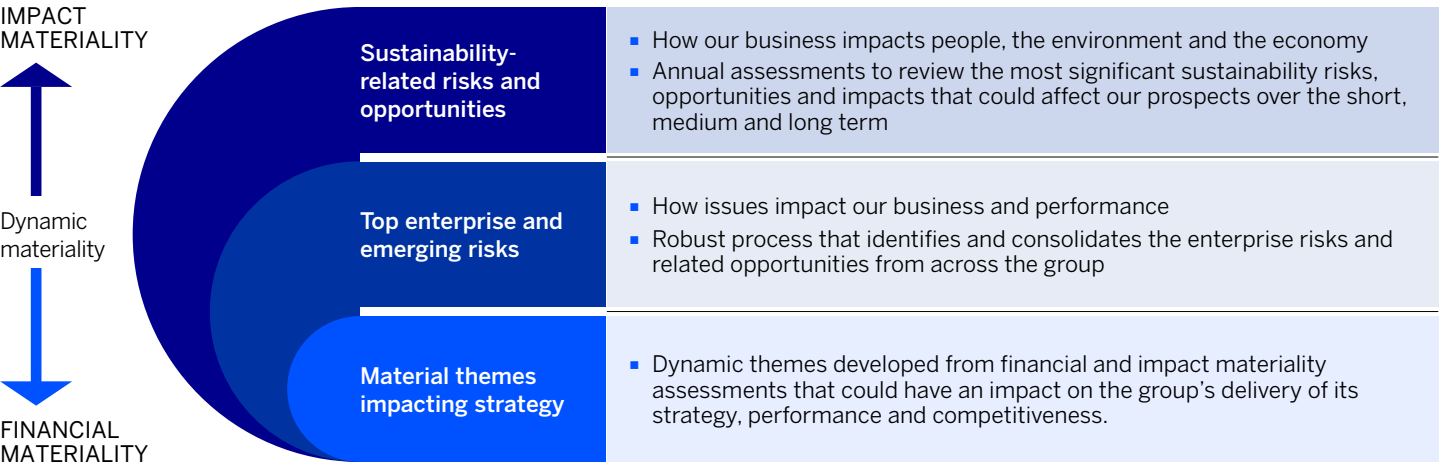 IMPACT
MATERIALITY
Dynamic
materiality
FINANCIAL
MATERIALITY
Sustainability-
related risks and
opportunities
▪ How our business impacts people, the environment and the economy
▪ Annual assessments to review the most significant sustainability risks,
opportunities and impacts that could affect our prospects over the short,
medium and long term
Top enterprise and
emerging risks
▪ How issues impact our business and performance
▪ Robust process that identifies and consolidates the enterprise risks and
related opportunities from across the group
Material themes
impacting strategy
▪ Dynamic themes developed from financial and impact materiality
assessments that could have an impact on the group’s delivery of its
strategy, performance and competitiveness.